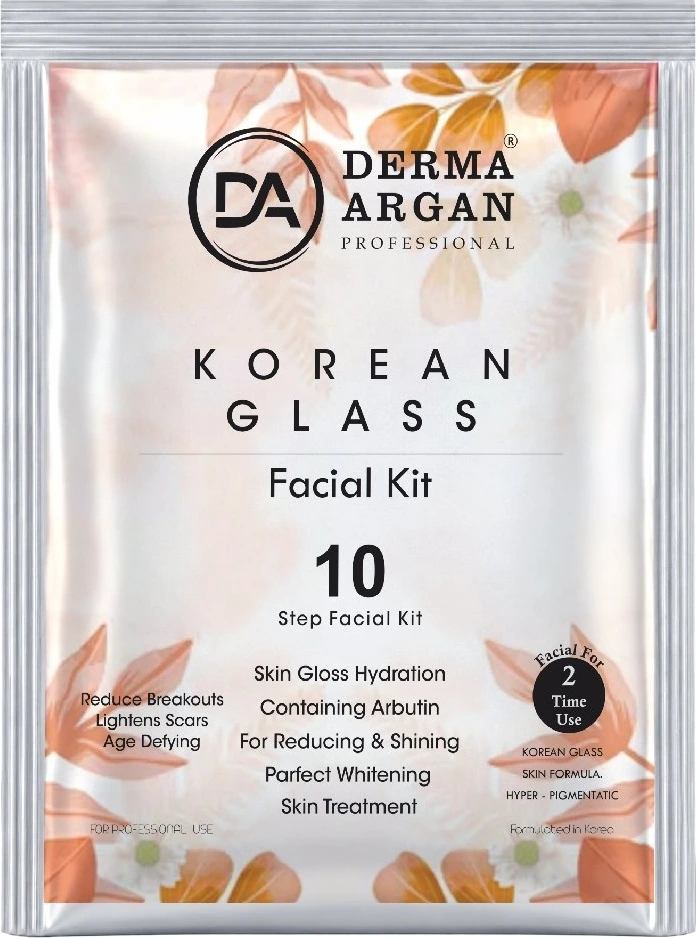 DA
DERMA®
ARGAN
PROFESSIONAL
KOREAN
GLASS
Facial Kit
10
Step Facial Kit
Skin Gloss Hydration
Containing Arbutin
For Reducing & Shining
Parfect Whitening
Skin Treatment
Reduce Breakouts
Lightens Scars
Age Defying
FOR PROFESSIONAL USE
Facial For
2
Time
Use
KOREAN GLASS
SKIN FORMULA.
HYPER - PIGMENTATIC
Formulated in Korea